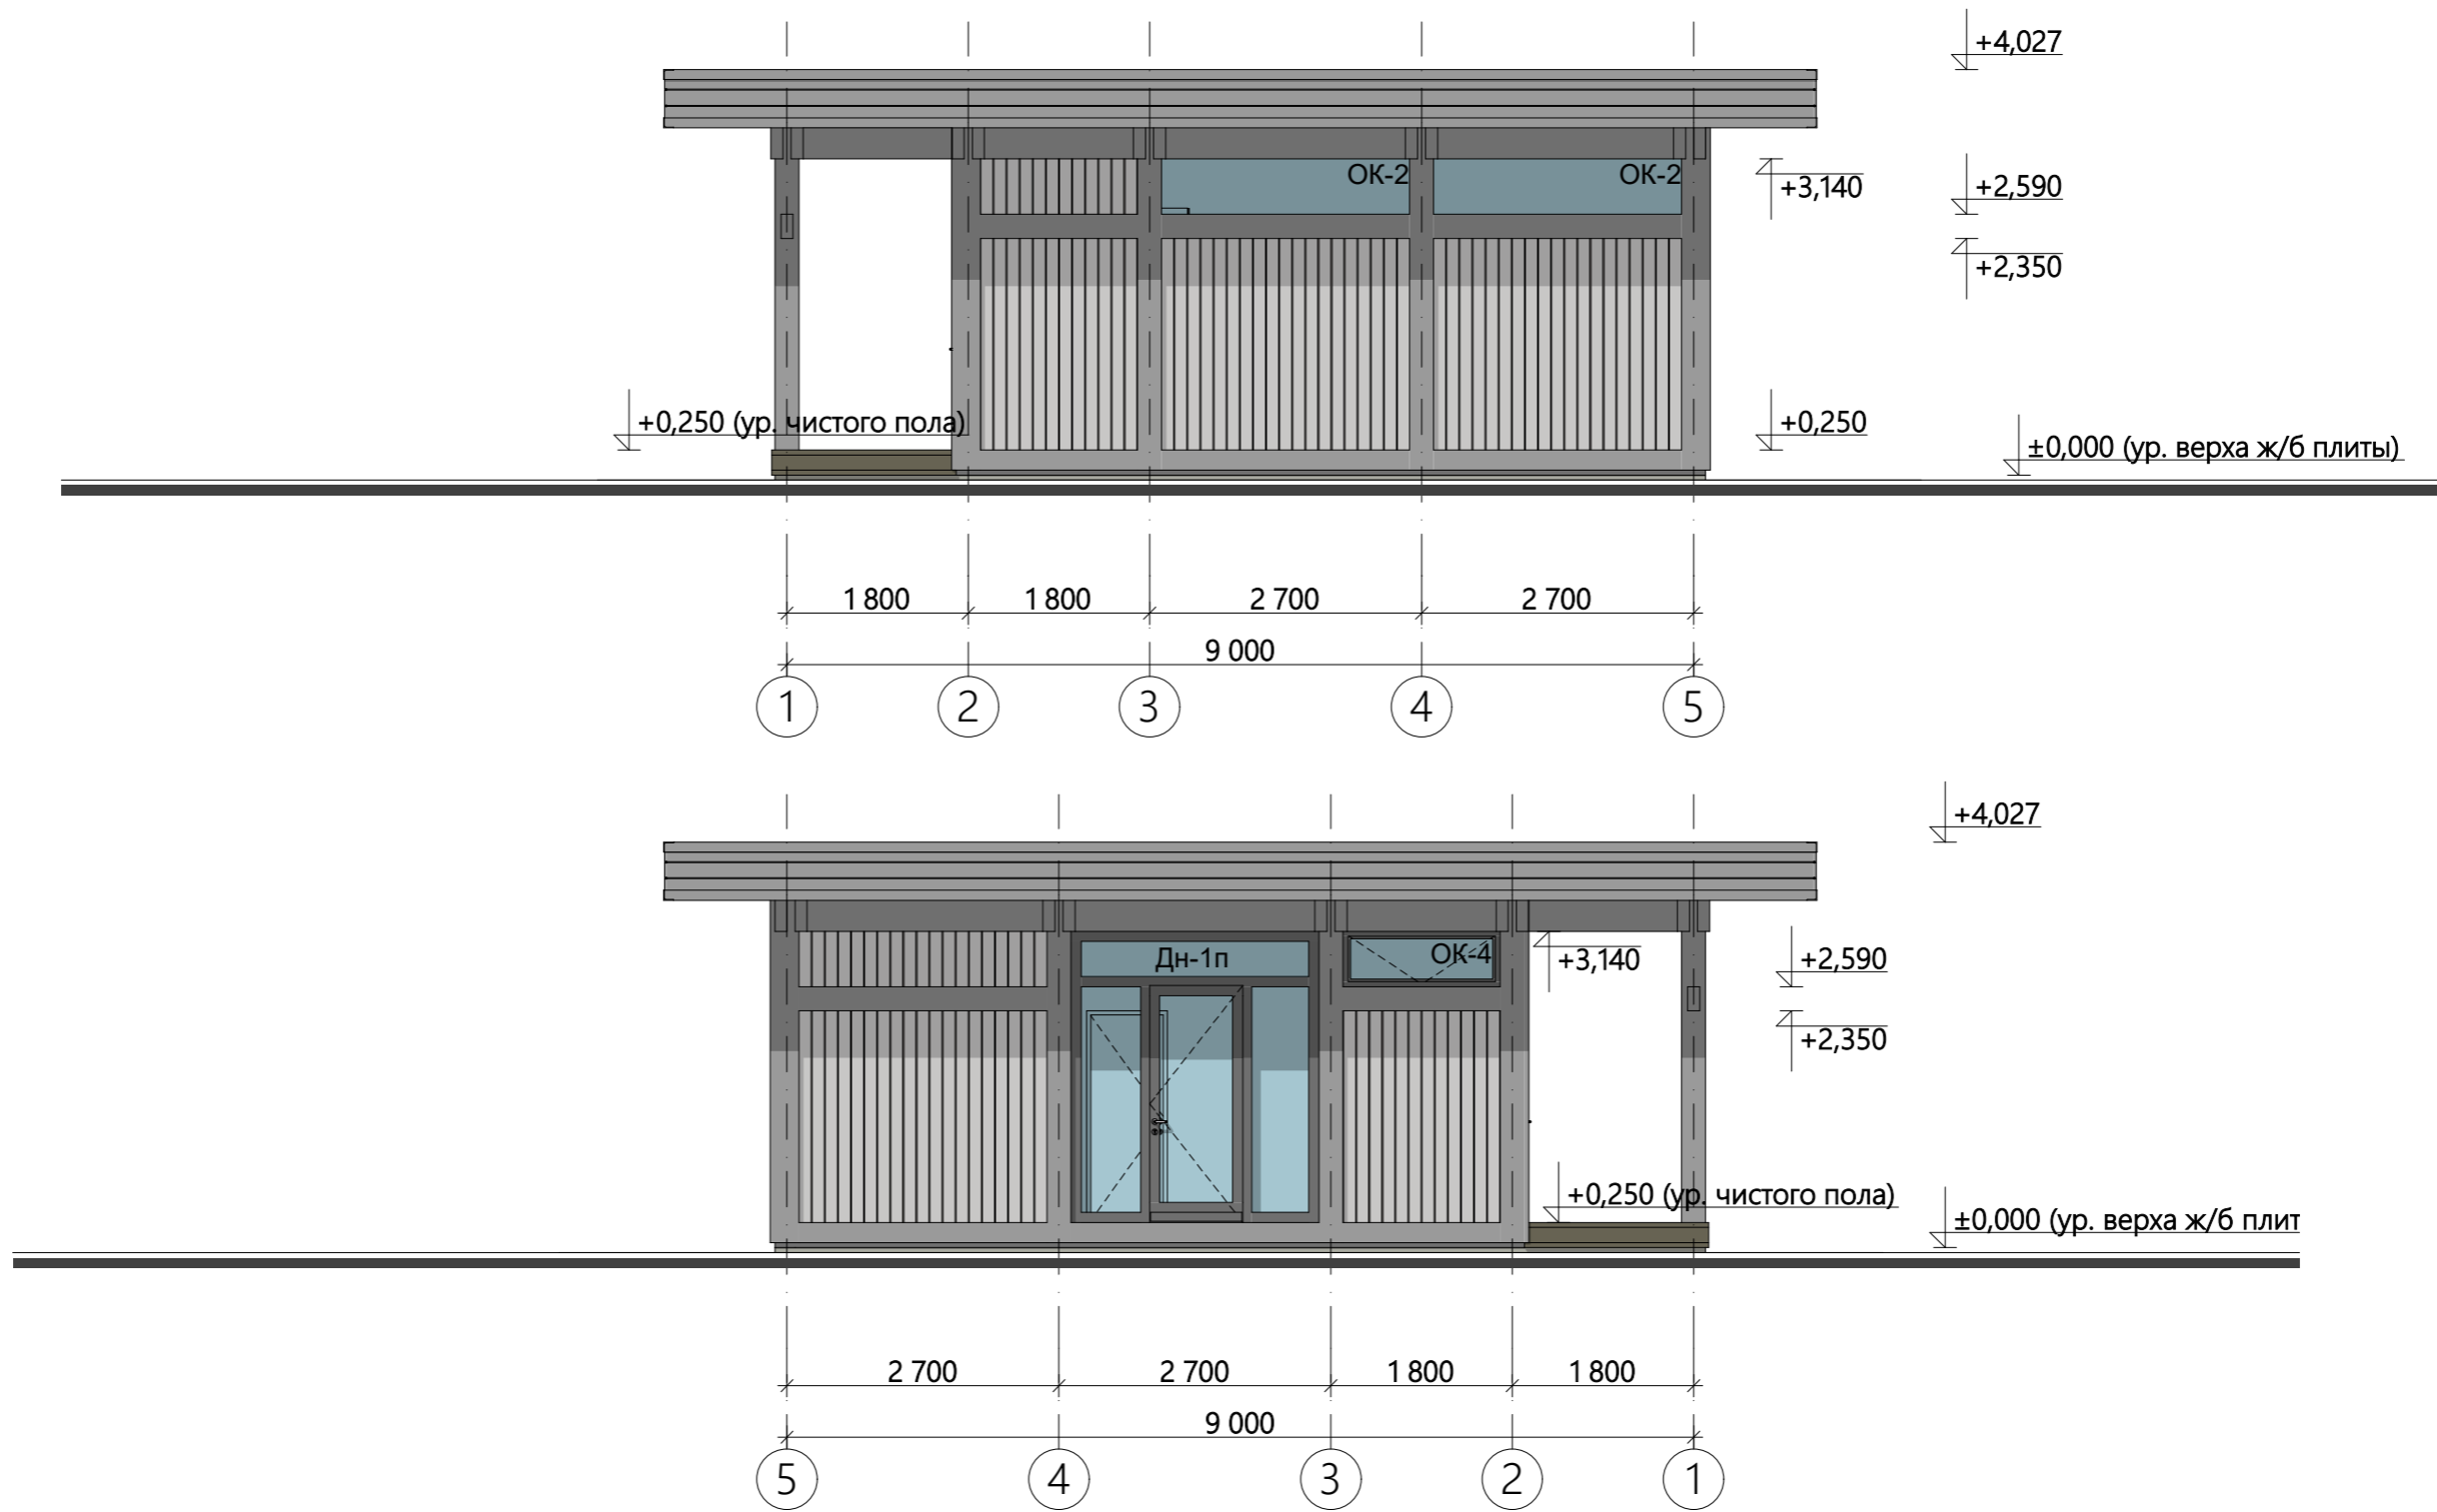 +4,027
ОК-2 ОК-2
+3,140
+2,590
+2,350
+0,250 (ур. чистого пола)
+0,250
±0,000 (ур. верха ж/б плиты)
1 800 1 800 2 700 2 700
9 000
1 2 3 4 5
+4,027
Дн-1п ОК-4
+3,140
+2,590
+2,350
+0,250 (ур. чистого пола)
±0,000 (ур. верха ж/б плит
2 700 2 700 1 800 1 800
9 000
5 4 3 2 1